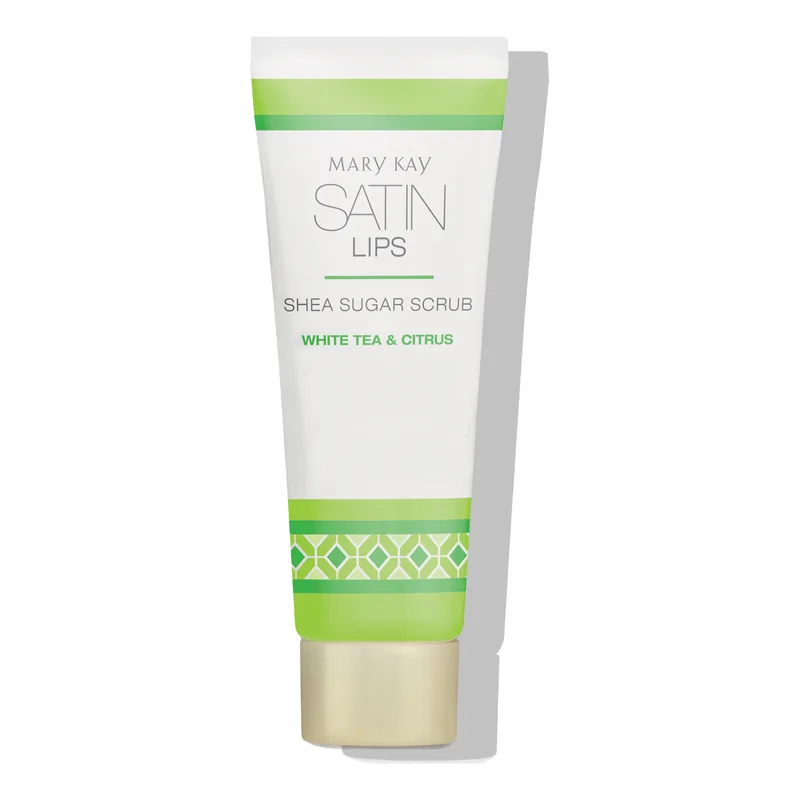 MARY KAY
SATIN
LIPS
SHEA SUGAR SCRUB
WHITE TEA & CITRUS